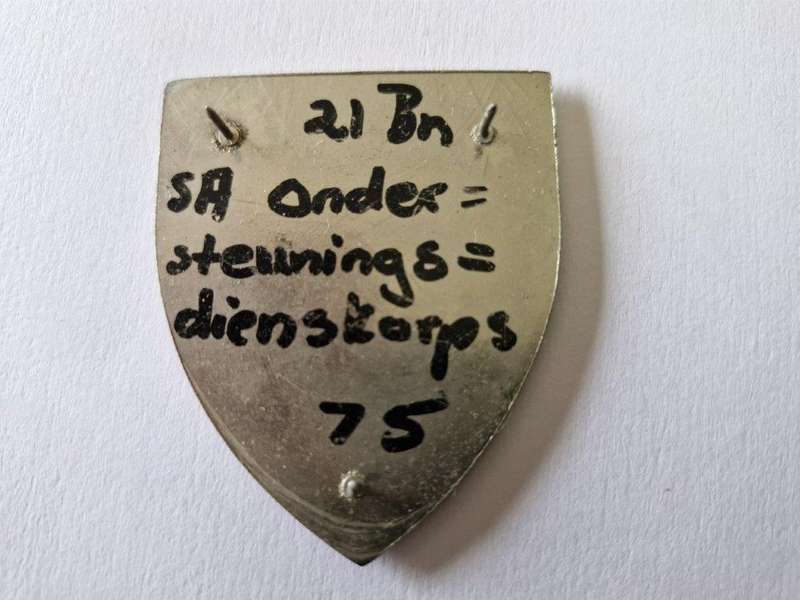 21 Bn
SA onder=
steunings=
dienskorps
75